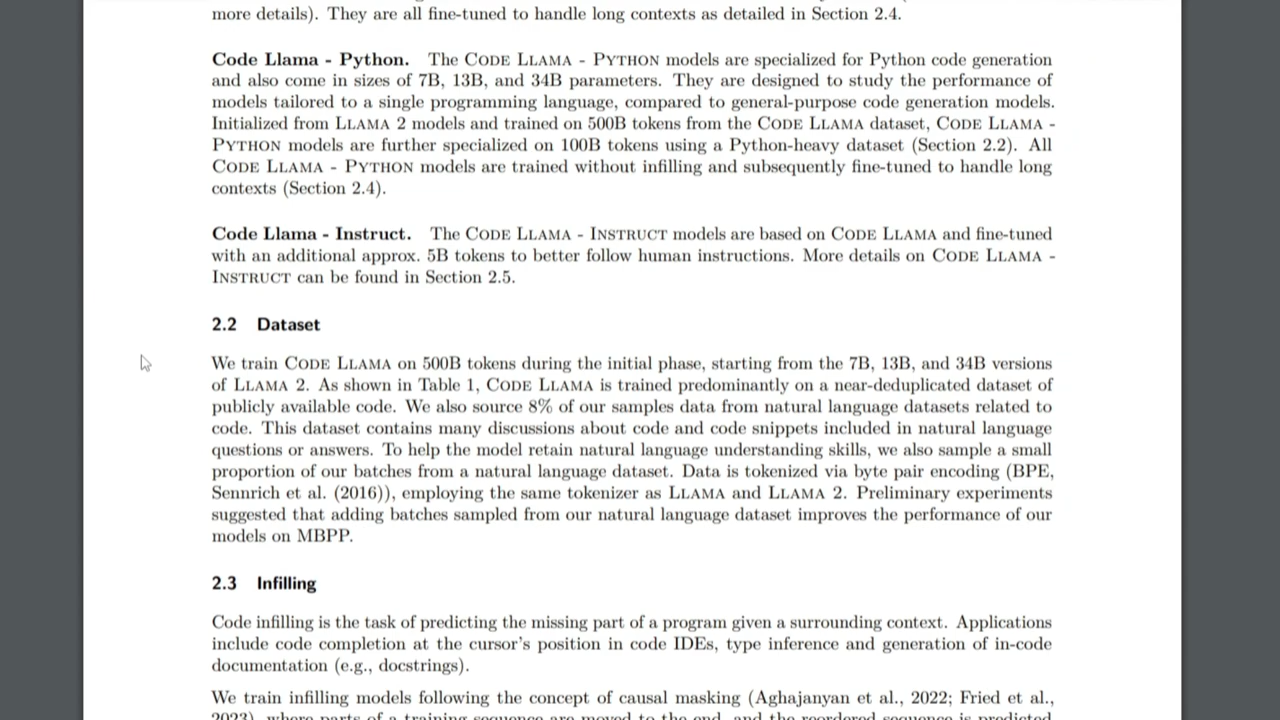 more details). They are all fine-tuned to handle long contexts as detailed in Section 2.4.
Code Llama - Python. The CODE LLAMA - PYTHON models are specialized for Python code generation
and also come in sizes of 7B, 13B, and 34B parameters. They are designed to study the performance of
models tailored to a single programming language, compared to general-purpose code generation models.
Initialized from LLAMA 2 models and trained on 500B tokens from the CODE LLAMA dataset, CODE LLAMA -
PYTHON models are further specialized on 100B tokens using a Python-heavy dataset (Section 2.2). All
CODE LLAMA - PYTHON models are trained without infilling and subsequently fine-tuned to handle long
contexts (Section 2.4).
Code Llama - Instruct. The CODE LLAMA - INSTRUCT models are based on CODE LLAMA and fine-tuned
with an additional approx. 5B tokens to better follow human instructions. More details on CODE LLAMA -
INSTRUCT can be found in Section 2.5.
2.2 Dataset
We train CODE LLAMA on 500B tokens during the initial phase, starting from the 7B, 13B, and 34B versions
of LLAMA 2. As shown in Table 1, CODE LLAMA is trained predominantly on a near-deduplicated dataset of
publicly available code. We also source 8% of our samples data from natural language datasets related to
code. This dataset contains many discussions about code and code snippets included in natural language
questions or answers. To help the model retain natural language understanding skills, we also sample a small
proportion of our batches from a natural language dataset. Data is tokenized via byte pair encoding (BPE,
Sennrich et al. (2016)), employing the same tokenizer as LLAMA and LLAMA 2. Preliminary experiments
suggested that adding batches sampled from our natural language dataset improves the performance of our
models on MBPP.
2.3 Infilling
Code infilling is the task of predicting the missing part of a program given a surrounding context. Applications
include code completion at the cursor's position in code IDEs, type inference and generation of in-code
documentation (e.g., docstrings).
We train infilling models following the concept of causal masking (Aghajanyan et al., 2022; Fried et al.,
2023), where parts of a training sequence are moved to the end, and the reordered sequence is predicted